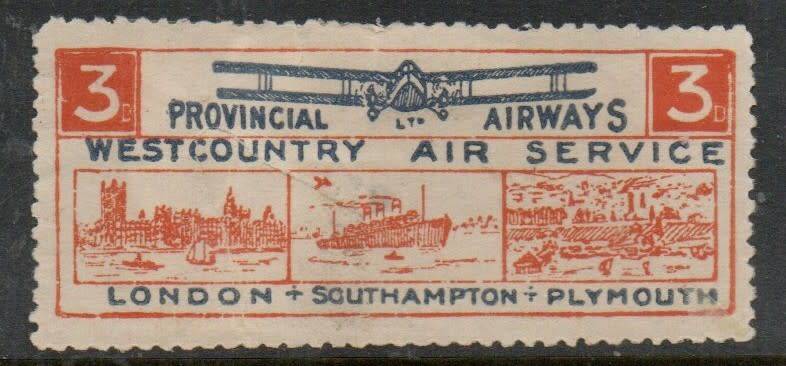 3D 3D
PROVINCIAL LTD AIRWAYS
WESTCOUNTRY AIR SERVICE
LONDON + SOUTHAMPTON + PLYMOUTH